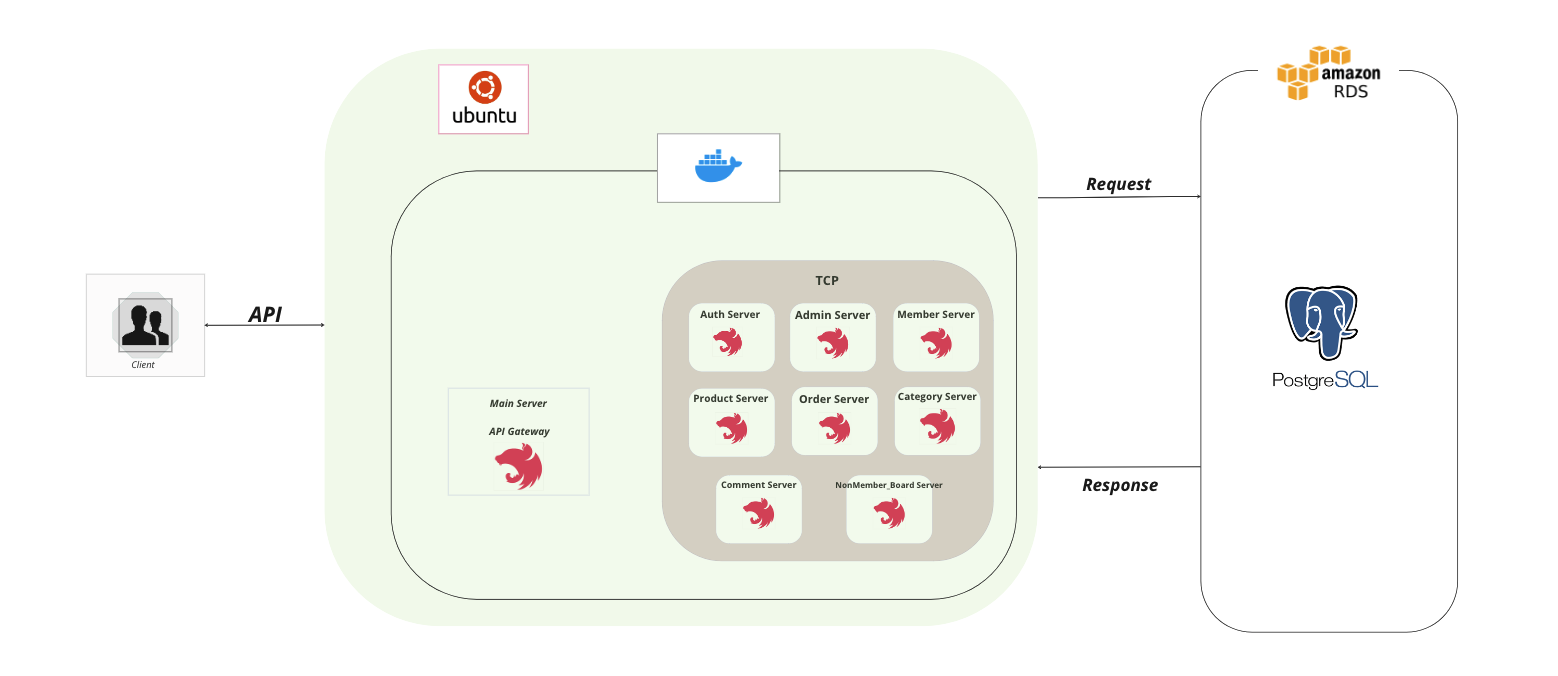 ubuntu
amazon
RDS
Request
TCP
Auth Server
Admin Server
Member Server
API
Client
Product Server
Order Server
Category Server
Main Server
API Gateway
PostgreSQL
Comment Server
NonMember_Board Server
Response